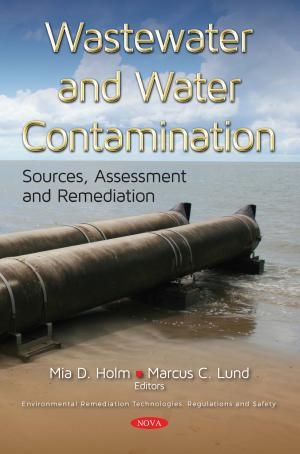 Wastewater
and Water
Contamination
Sources, Assessment
and Remediation
Mia D. Holm • Marcus C. Lund
Editors
Environmental Remediation Technologies, Regulations and Safety
NOVA